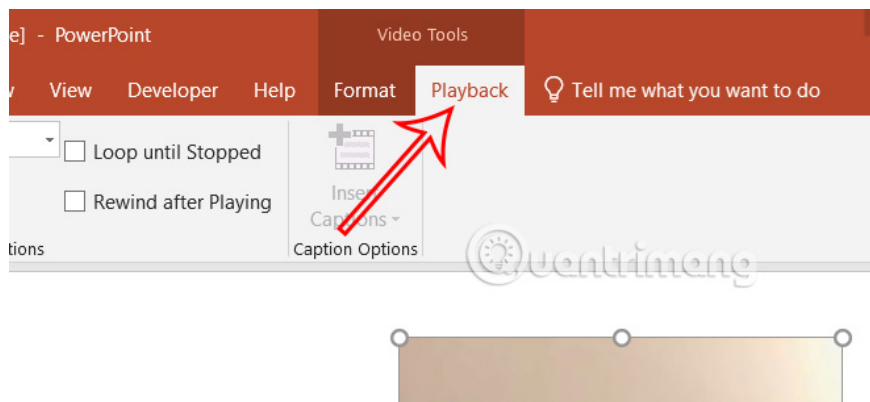 e] - PowerPoint
Video Tools
View Developer Help Format Playback Tell me what you want to do
Loop until Stopped
Rewind after Playing
Insert
Captions
tions
Caption Options
Quantrimang